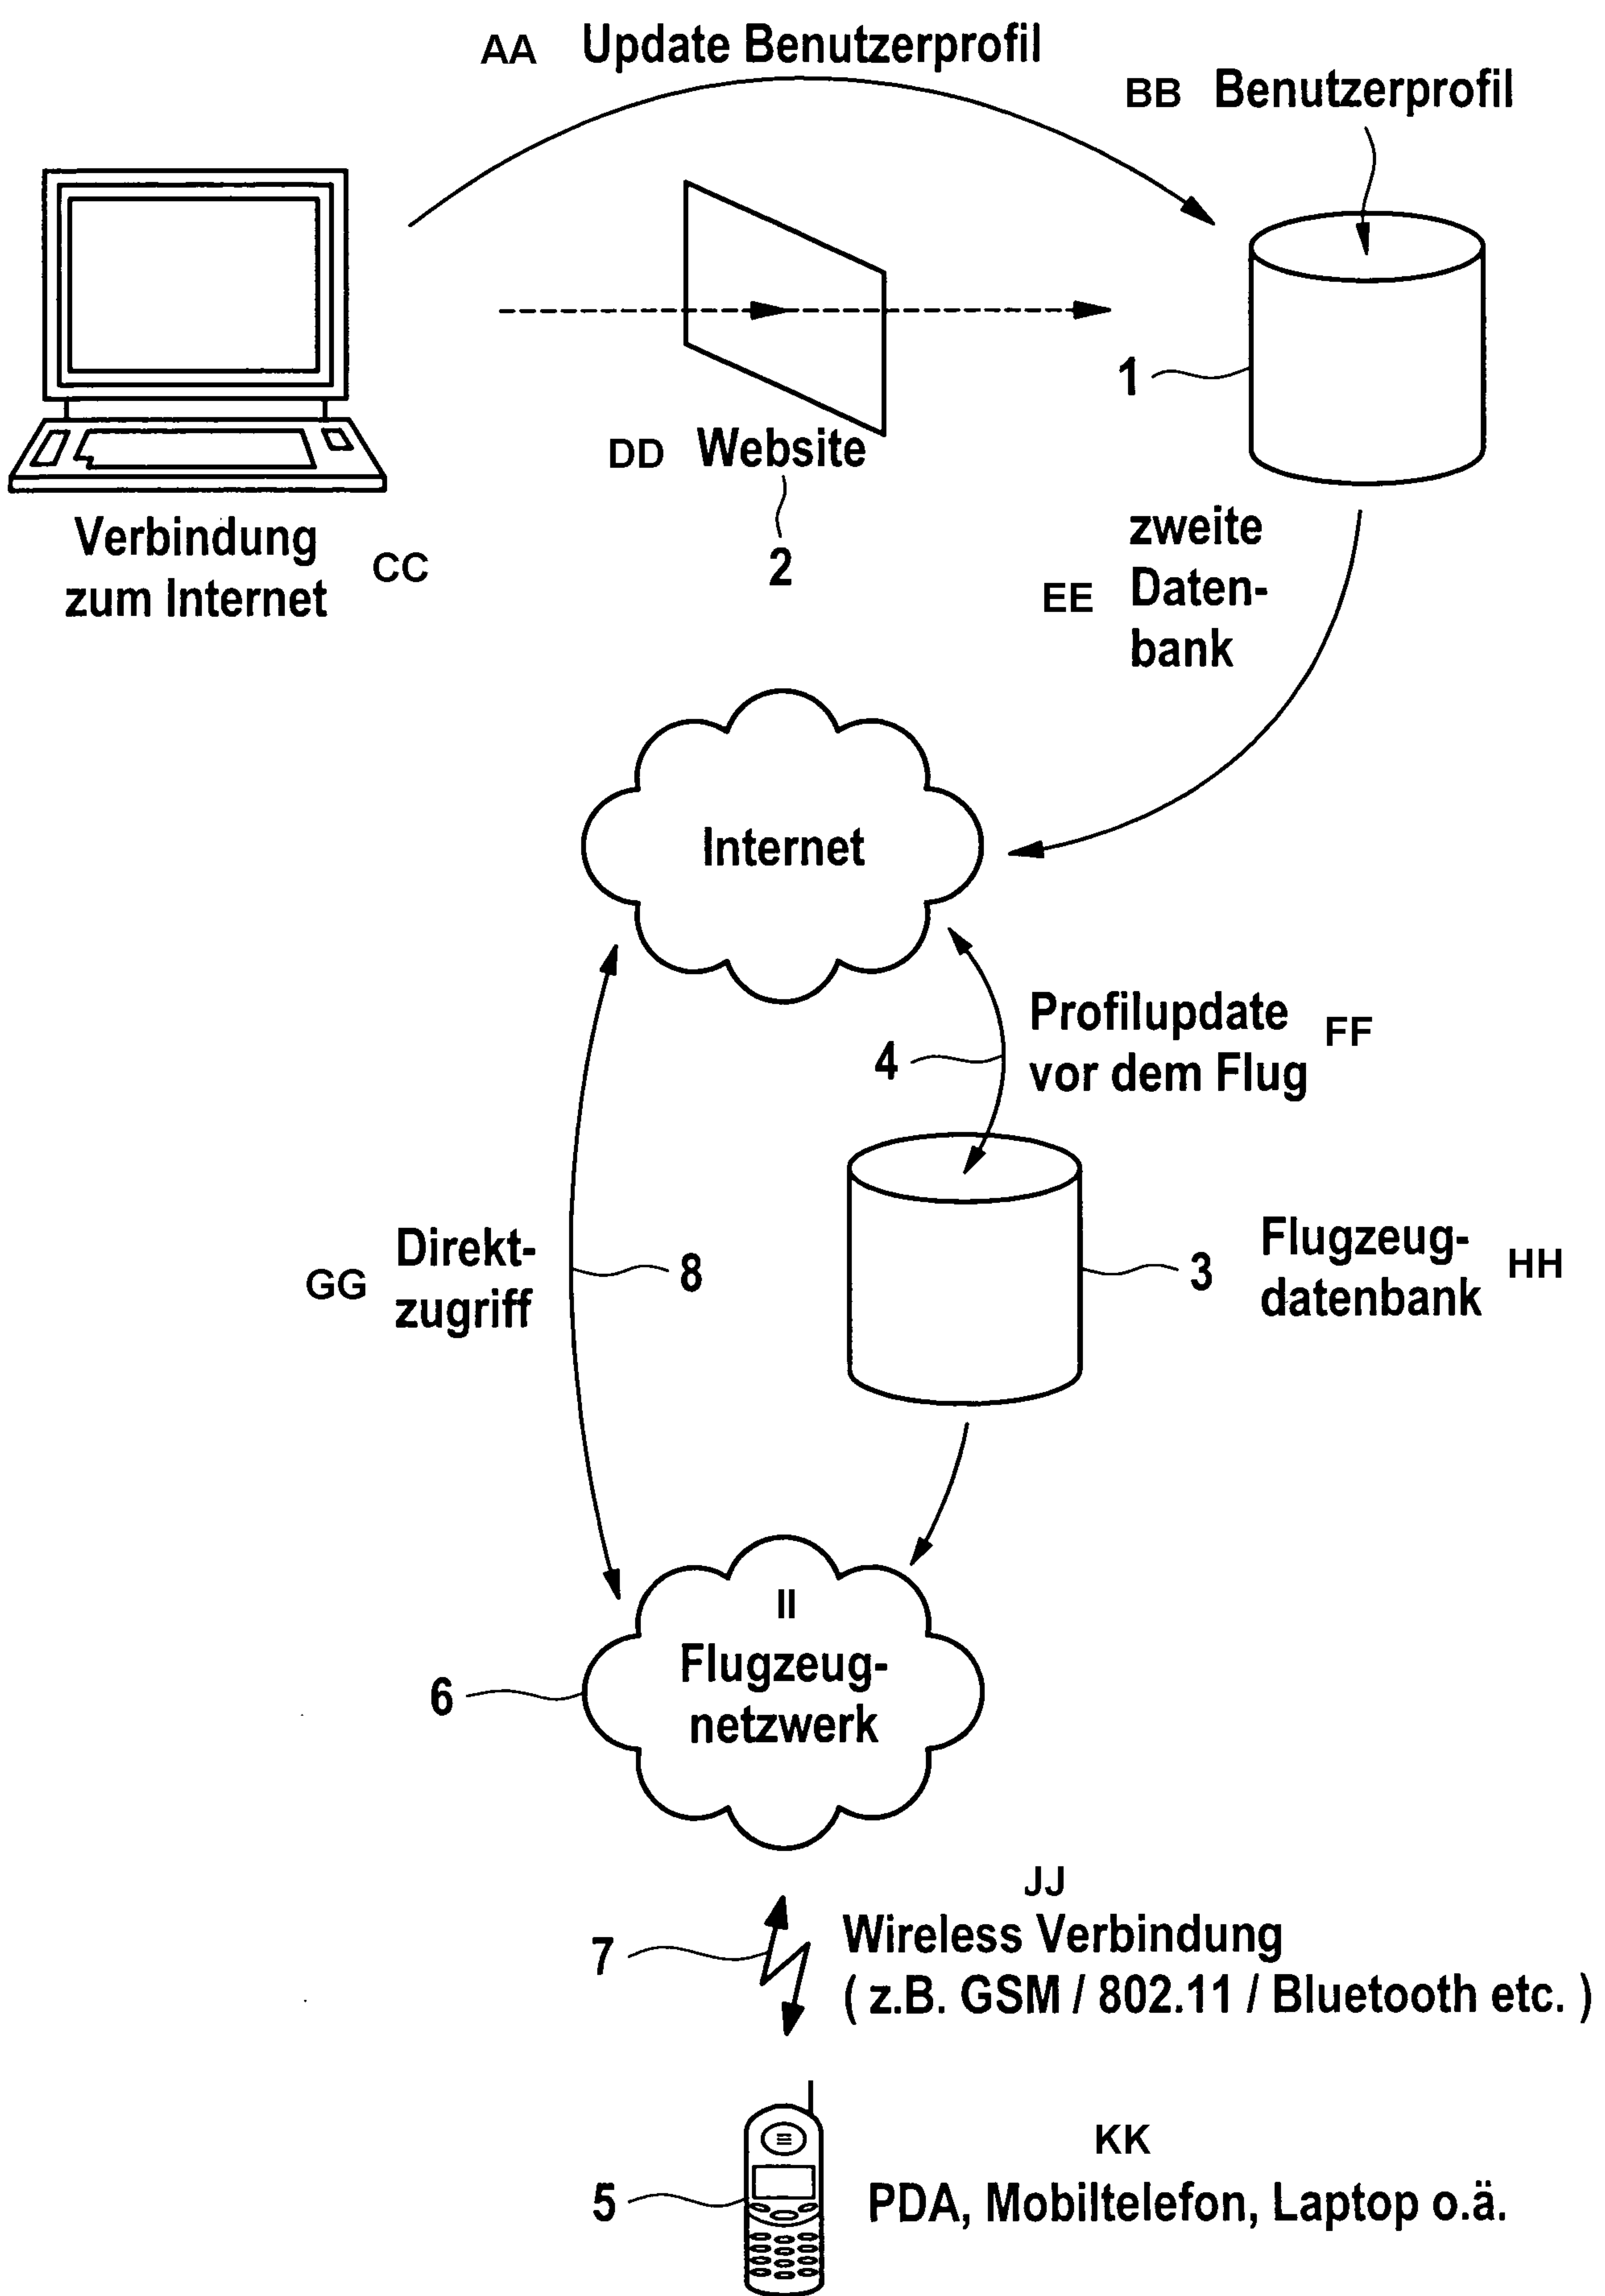 AA Update Benutzerprofil
BB Benutzerprofil
1
DD Website
2
Verbindung
zum Internet
CC
zweite
EE Daten-
bank
Internet
Profilupdate
vor dem Flug
FF
4
Direkt-
zugriff
GG
8
3
Flugzeug-
datenbank
HH
II
Flugzeug-
netzwerk
6
JJ
Wireless Verbindung
( z.B. GSM / 802.11 / Bluetooth etc. )
7
KK
5 PDA, Mobiltelefon, Laptop o.ä.